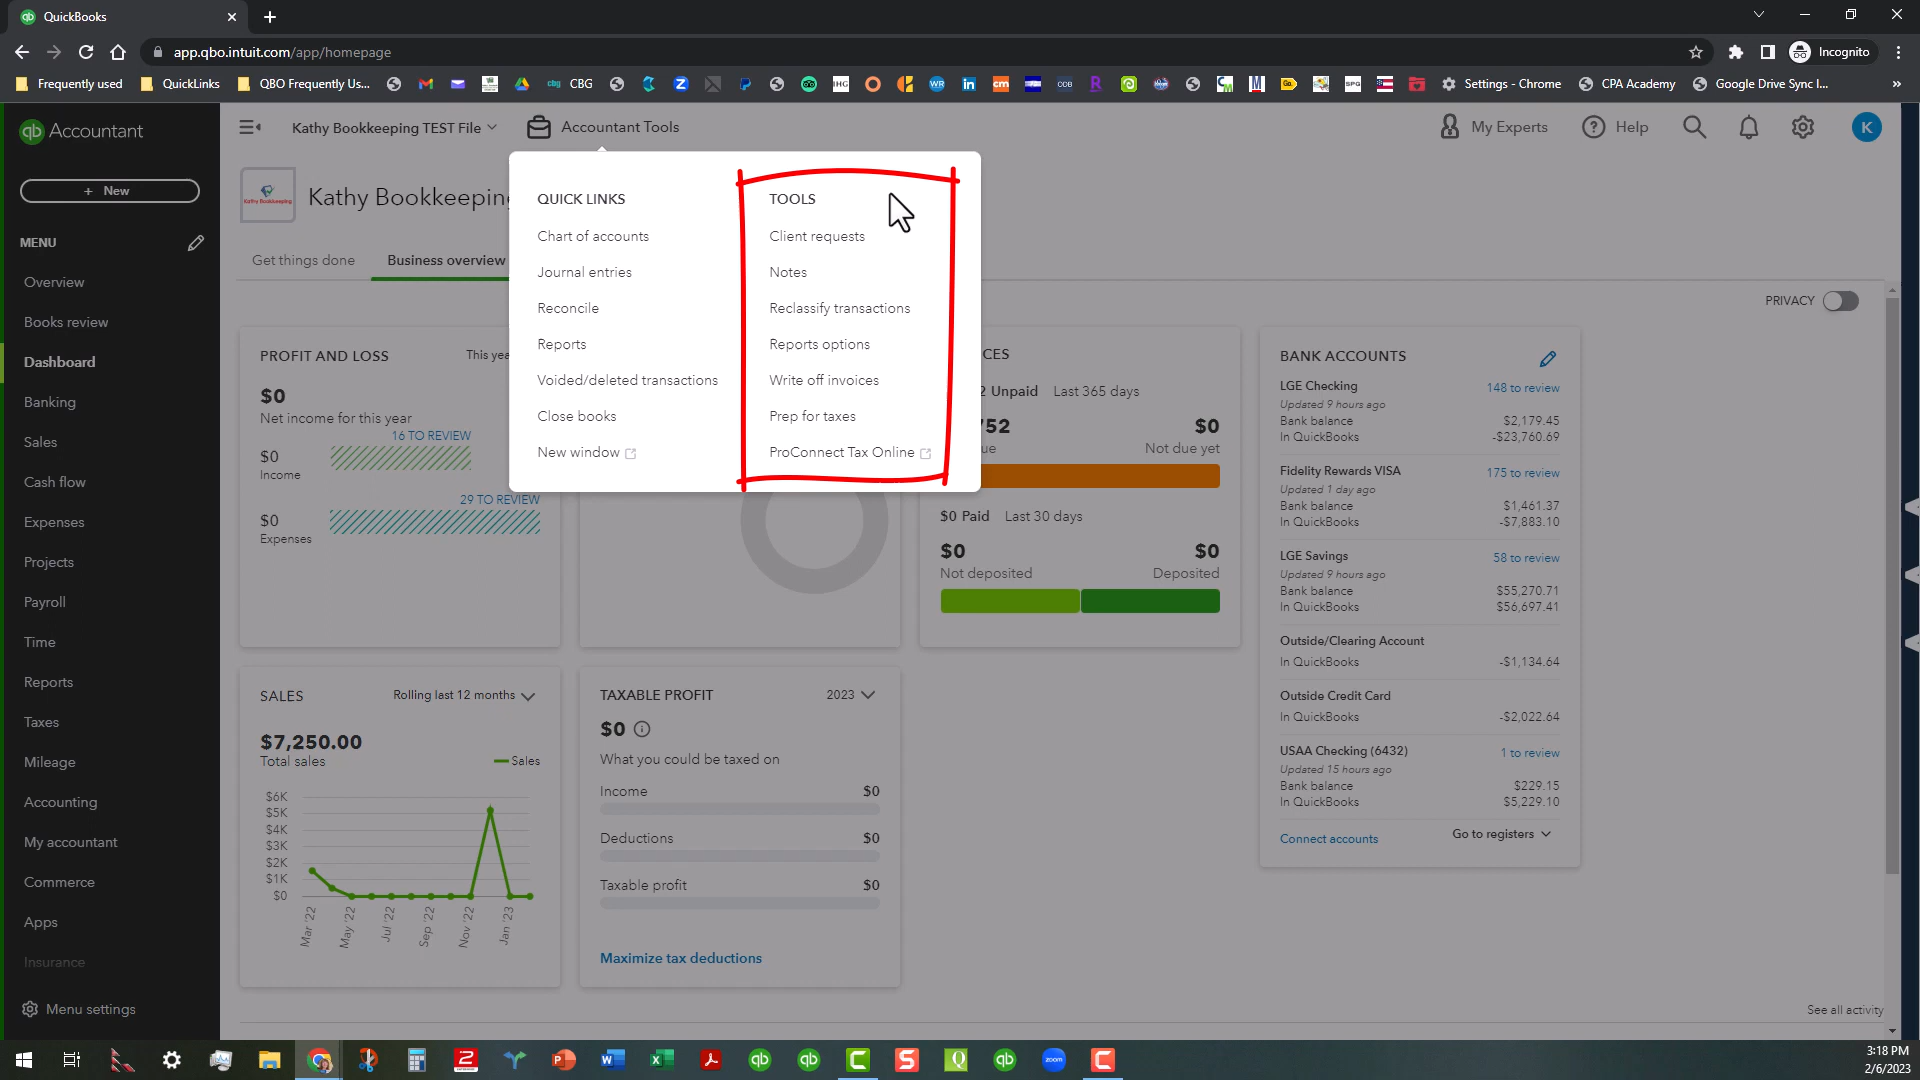 QuickBooks
app.qbo.intuit.com/app/homepage
Incognito
Frequently used
QuickLinks
QBO Frequently Us...
CBG
Settings - Chrome
CPA Academy
Google Drive Sync I...
qb Accountant
Kathy Bookkeeping TEST File
Accountant Tools
My Experts
Help
K
+ New
Kathy Bookkeeping
MENU
Get things done
Business overview
PRIVACY
QUICK LINKS
Chart of accounts
Journal entries
Reconcile
Reports
Voided/deleted transactions
Close books
New window
TOOLS
Client requests
Notes
Reclassify transactions
Reports options
Write off invoices
Prep for taxes
ProConnect Tax Online
Overview
Books review
Dashboard
Banking
Sales
Cash flow
Expenses
Projects
Payroll
Time
Reports
Taxes
Mileage
Accounting
My accountant
Commerce
Apps
Insurance
Menu settings
PROFIT AND LOSS
This yea
$0
Net income for this year
16 TO REVIEW
$0
Income
29 TO REVIEW
$0
Expenses
CES
2 Unpaid Last 365 days
752
$0
ue
Not due yet
$0 Paid Last 30 days
$0
$0
Not deposited
Deposited
BANK ACCOUNTS
LGE Checking
148 to review
Updated 9 hours ago
Bank balance $2,179.45
In QuickBooks -$23,760.69
Fidelity Rewards VISA
175 to review
Updated 1 day ago
Bank balance $1,461.37
In QuickBooks -$7,883.10
LGE Savings
58 to review
Updated 9 hours ago
Bank balance $55,270.71
In QuickBooks $56,697.41
Outside/Clearing Account
In QuickBooks -$1,134.64
Outside Credit Card
In QuickBooks -$2,022.64
USAA Checking (6432)
1 to review
Updated 15 hours ago
Bank balance $229.15
In QuickBooks $5,229.10
Connect accounts
Go to registers
SALES
Rolling last 12 months
$7,250.00
Total sales
Sales
$6K
$5K
$4K
$3K
$2K
$1K
$0
Mar '22
May '22
Jul '22
Sep '22
Nov '22
Jan '23
TAXABLE PROFIT
2023
$0
What you could be taxed on
Income $0
Deductions $0
Taxable profit $0
Maximize tax deductions
See all activity
3:18 PM
2/6/2023